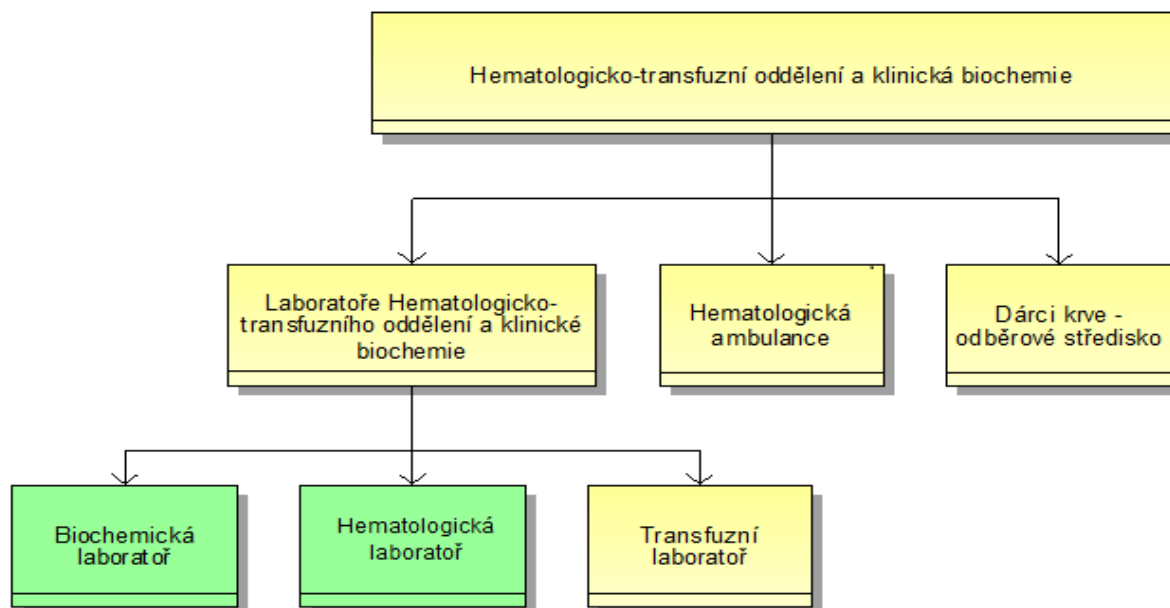 Hematologicko-transfuzní oddělení a klinická biochemie
Laboratoře Hematologicko-
transfuzního oddělení a klinické
biochemie
Hematologická
ambulance
Dárci krve -
odběrové středisko
Biochemická
laboratoř
Hematologická
laboratoř
Transfuzní
laboratoř